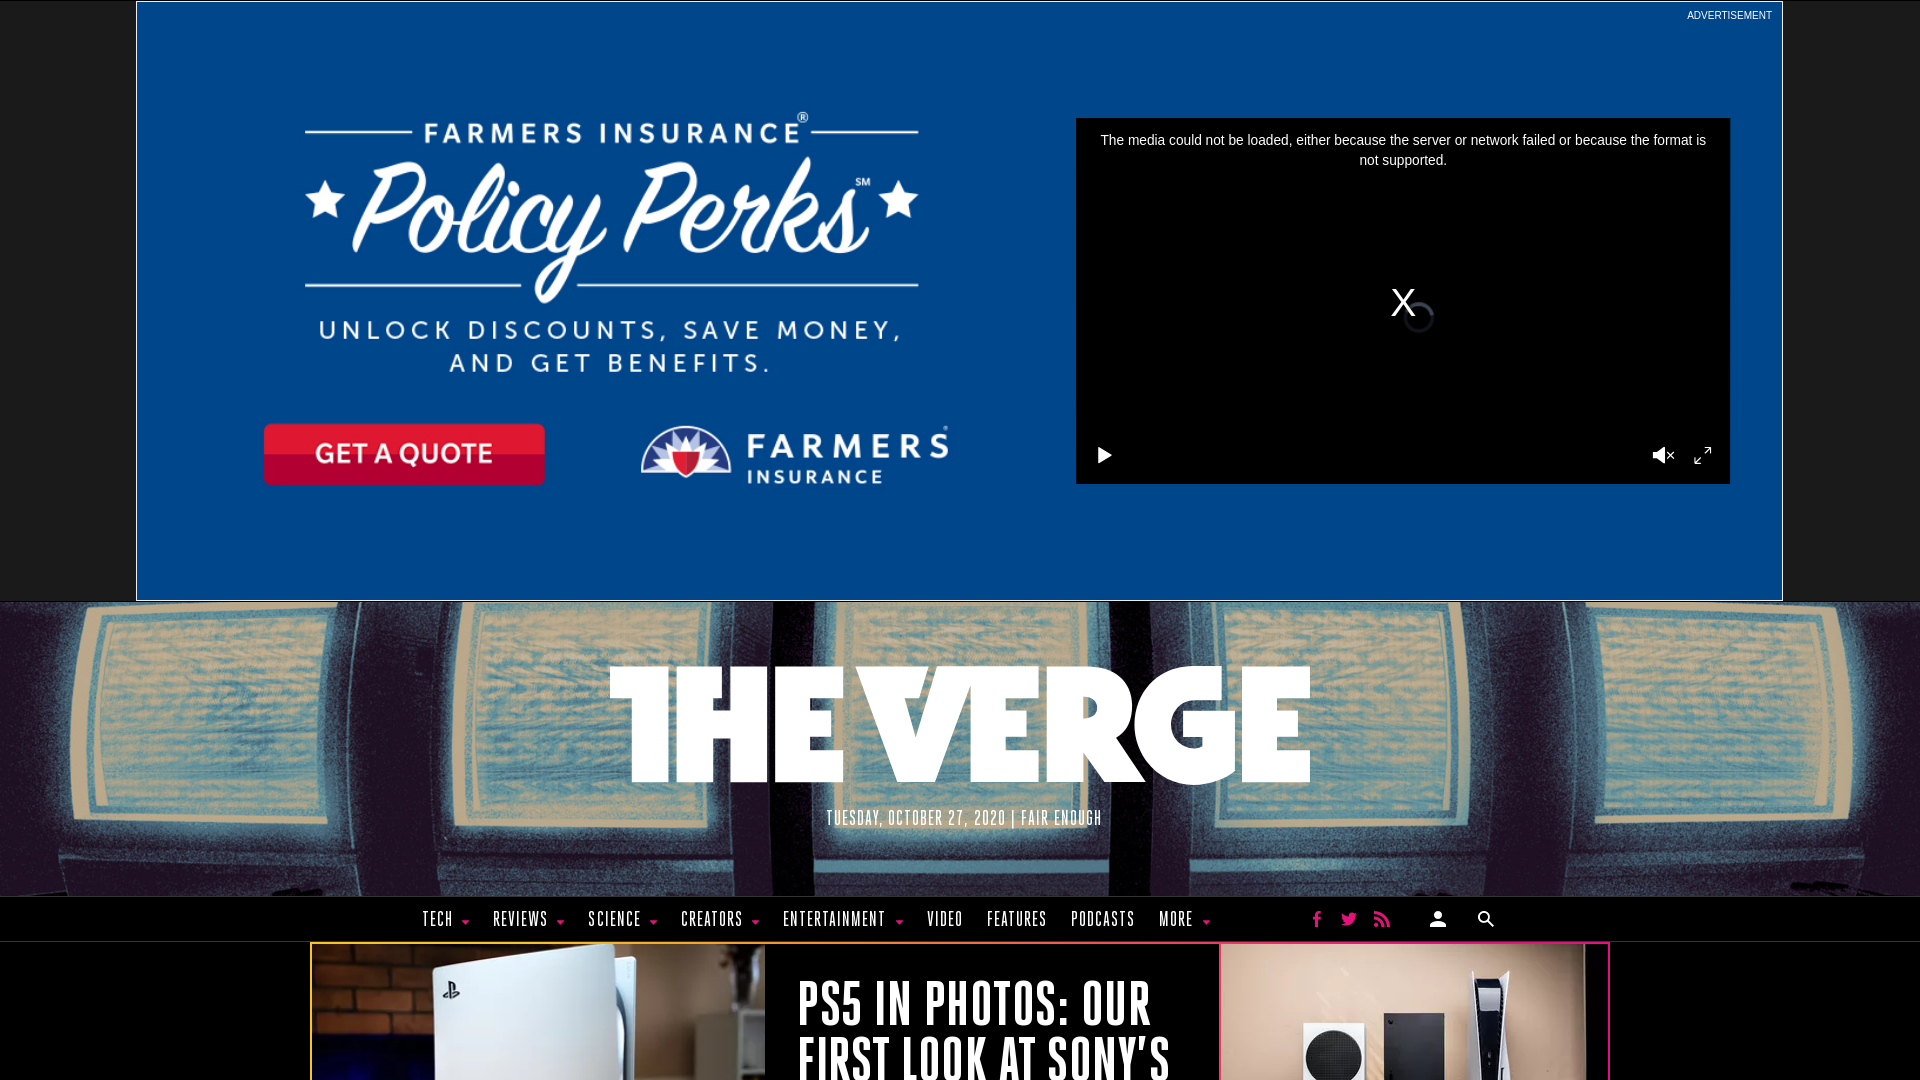 ADVERTISEMENT
FARMERS INSURANCE®
Policy Perks℠
UNLOCK DISCOUNTS, SAVE MONEY,
AND GET BENEFITS.
GET A QUOTE
FARMERS®
INSURANCE
The media could not be loaded, either because the server or network failed or because the format is
not supported.
X
THE VERGE
TUESDAY, OCTOBER 27, 2020 | FAIR ENOUGH
TECH REVIEWS SCIENCE CREATORS ENTERTAINMENT VIDEO FEATURES PODCASTS MORE
PS5 IN PHOTOS: OUR
FIRST LOOK AT SONY'S